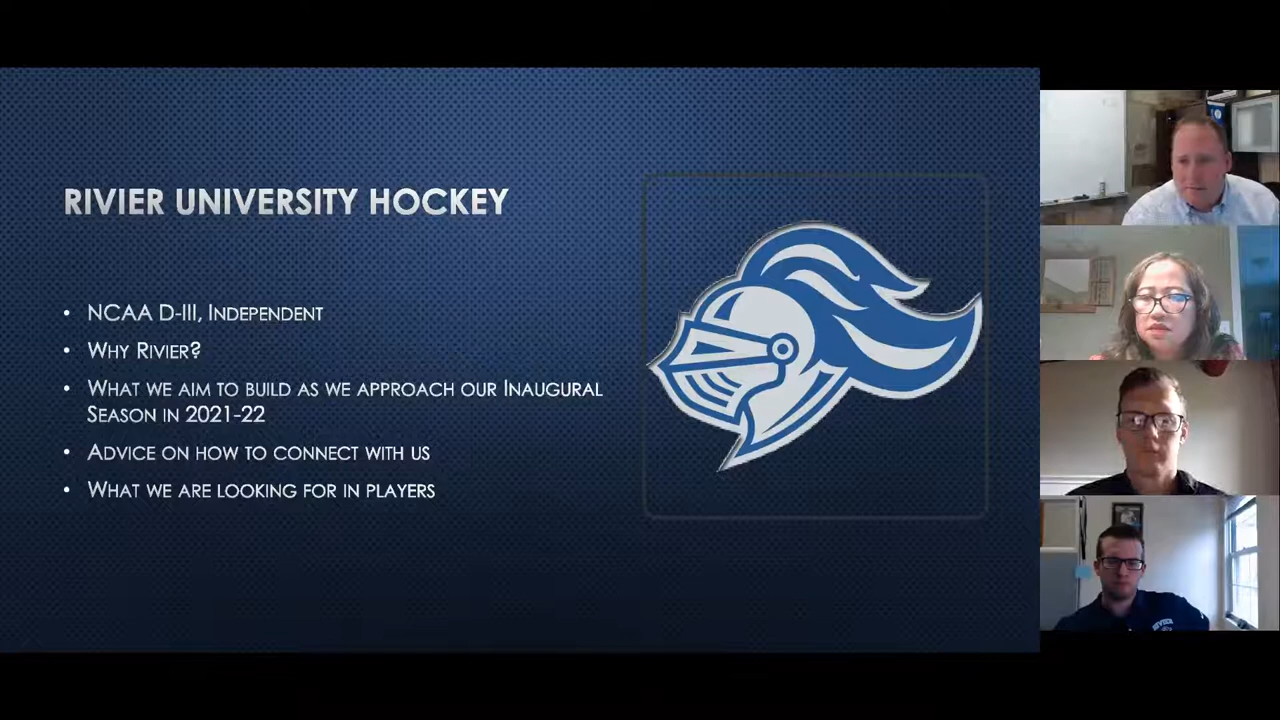 RIVIER UNIVERSITY HOCKEY
• NCAA D-III, INDEPENDENT
• WHY RIVIER?
• WHAT WE AIM TO BUILD AS WE APPROACH OUR INAUGURAL
SEASON IN 2021-22
• ADVICE ON HOW TO CONNECT WITH US
• WHAT WE ARE LOOKING FOR IN PLAYERS
RIVIER